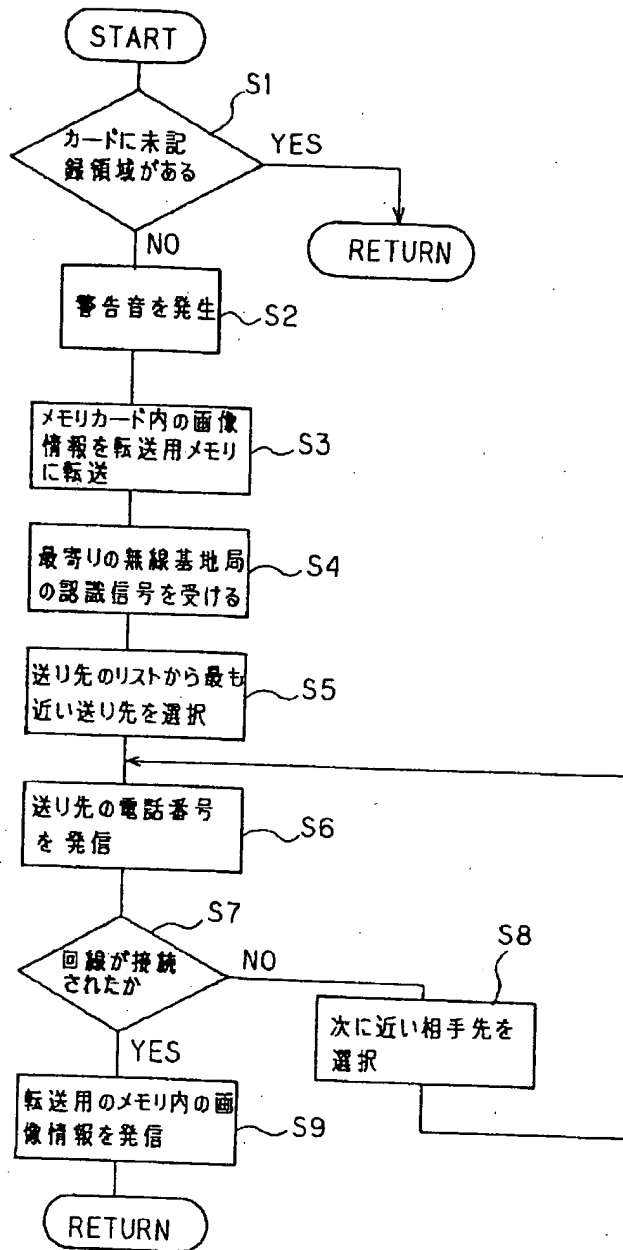 START
S1
カードに未記
録領域がある
YES
RETURN
NO
警告音を発生
S2
メモリカード内の画像
情報を転送用メモリ
に転送
S3
最寄りの無線基地局
の認識信号を受ける
S4
送り先のリストから最も
近い送り先を選択
S5
送り先の電話番号
を発信
S6
S7
回線が接続
されたか
NO
S8
次に近い相手先を
選択
YES
転送用のメモリ内の画
像情報を発信
S9
RETURN